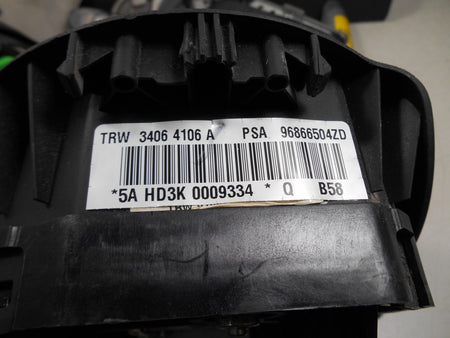 TRW 3406 4106 A PSA 96866504ZD
*5A HD3K 0009334 * Q B58